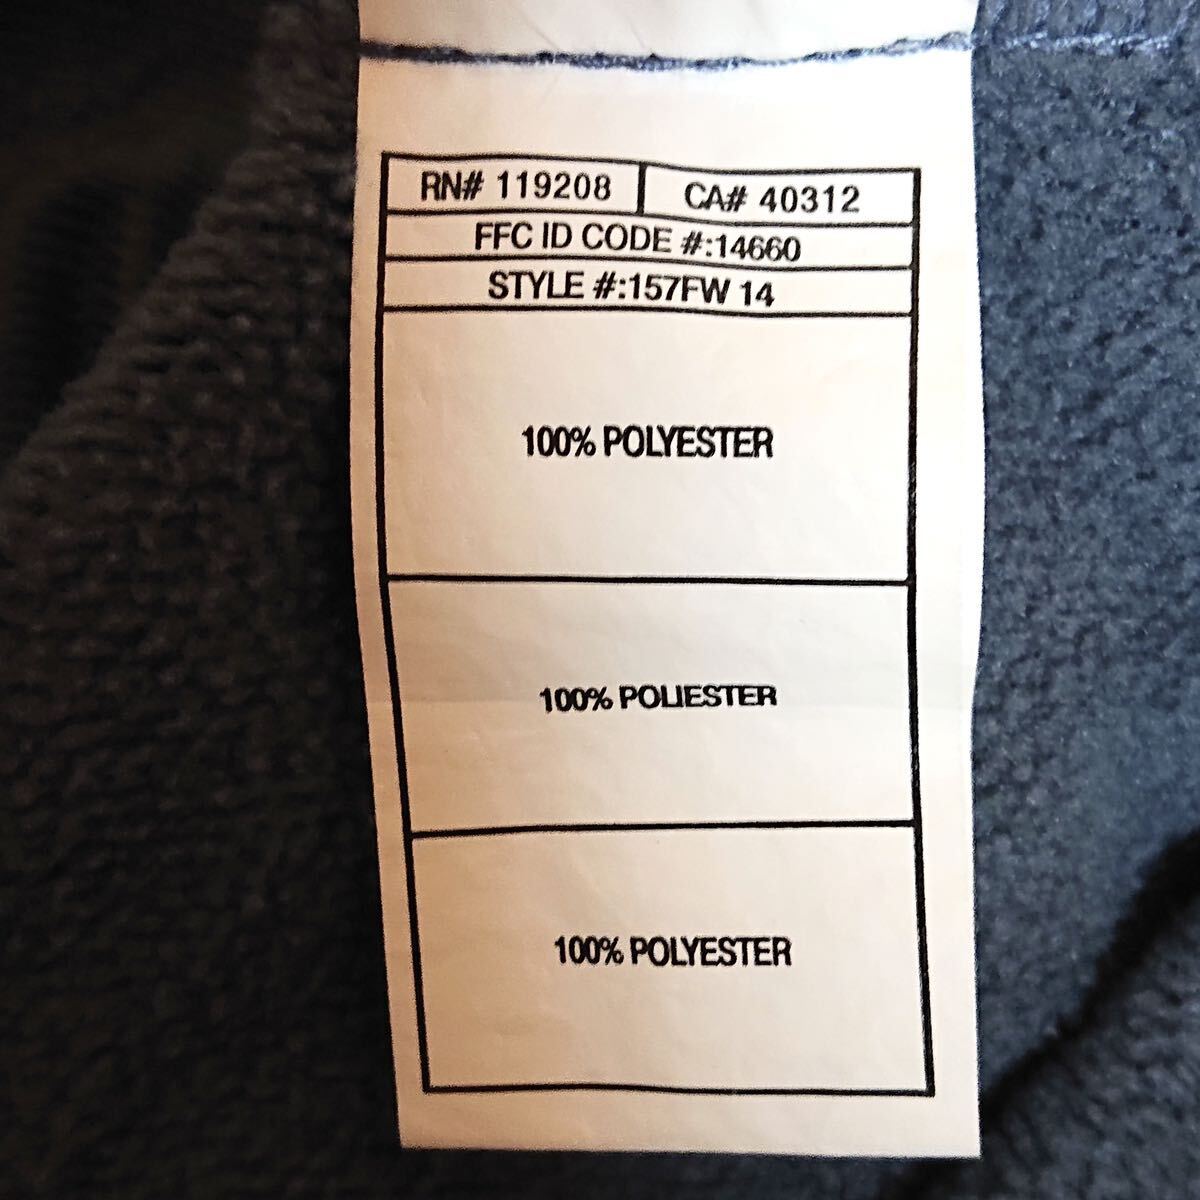 RN# 119208
CA# 40312
FFC ID CODE #:14660
STYLE #:157FW 14
100% POLYESTER
100% POLIESTER
100% POLYESTER